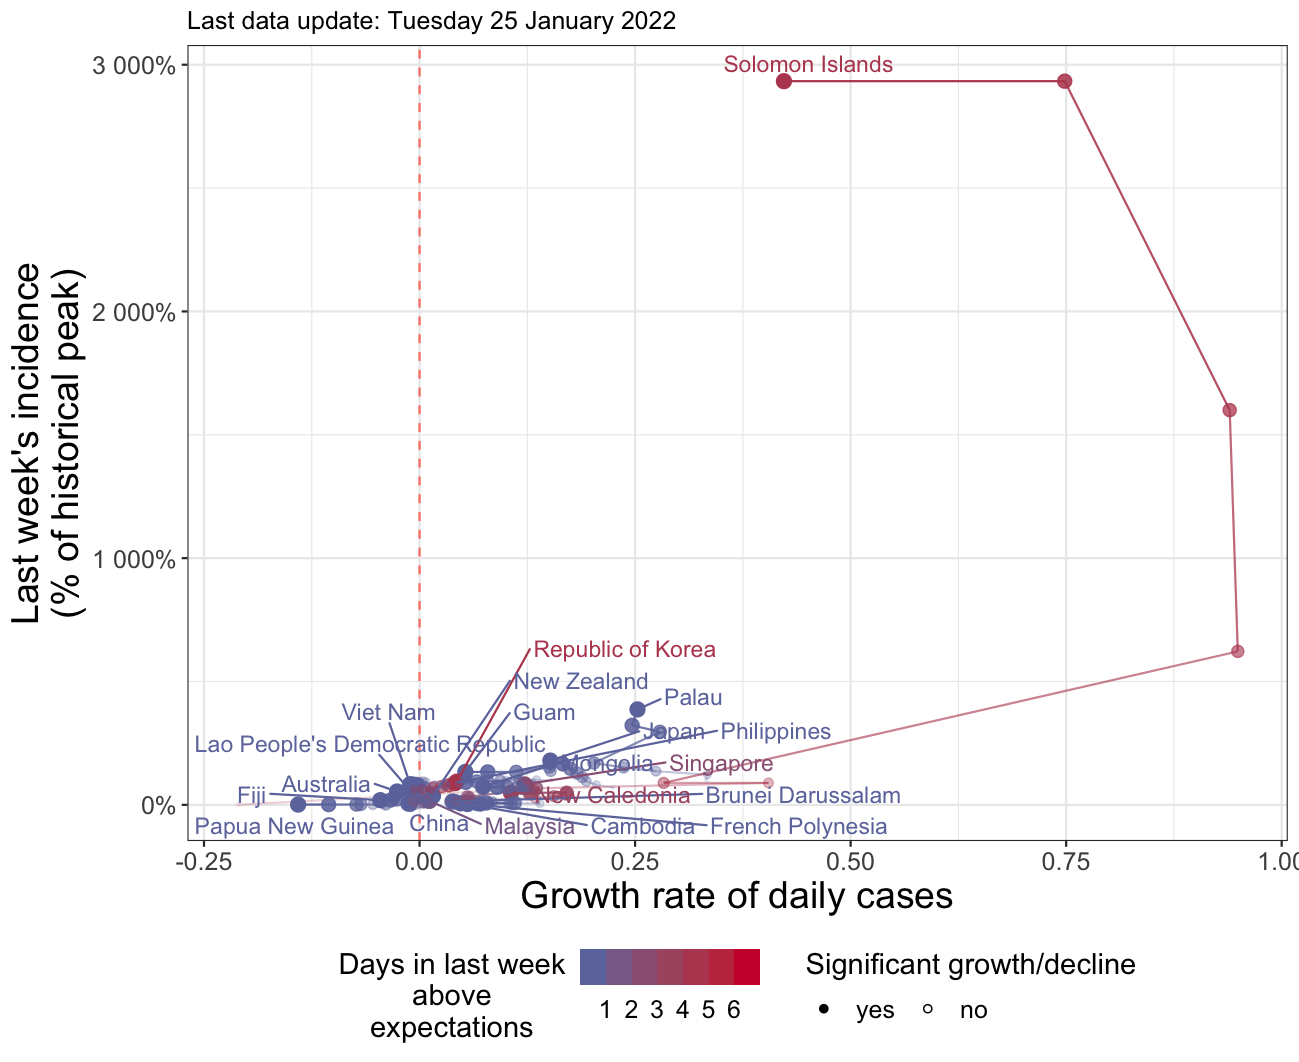 Last data update: Tuesday 25 January 2022
3 000%
2 000%
1 000%
0%
Last week's incidence
(% of historical peak)
Solomon Islands
Republic of Korea
New Zealand
Palau
Viet Nam
Guam
Japan
Philippines
Lao People's Democratic Republic
Mongolia
Singapore
Australia
Fiji
New Caledonia
Brunei Darussalam
Papua New Guinea
China
Malaysia
Cambodia
French Polynesia
-0.25
0.00
0.25
0.50
0.75
1.00
Growth rate of daily cases
Days in last week
above
expectations
1 2 3 4 5 6
Significant growth/decline
yes
no